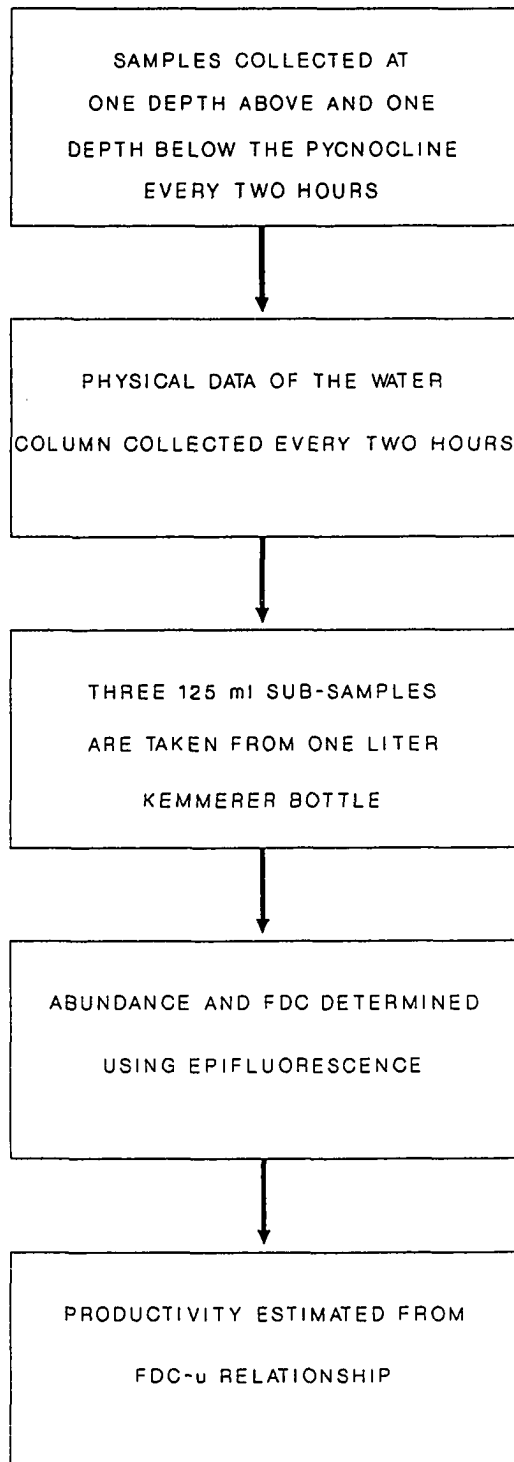 SAMPLES COLLECTED AT
ONE DEPTH ABOVE AND ONE
DEPTH BELOW THE PYCNOCLINE
EVERY TWO HOURS
PHYSICAL DATA OF THE WATER
COLUMN COLLECTED EVERY TWO HOURS
THREE 125 ml SUB-SAMPLES
ARE TAKEN FROM ONE LITER
KEMMERER BOTTLE
ABUNDANCE AND FDC DETERMINED
USING EPIFLUORESCENCE
PRODUCTIVITY ESTIMATED FROM
FDC-u RELATIONSHIP